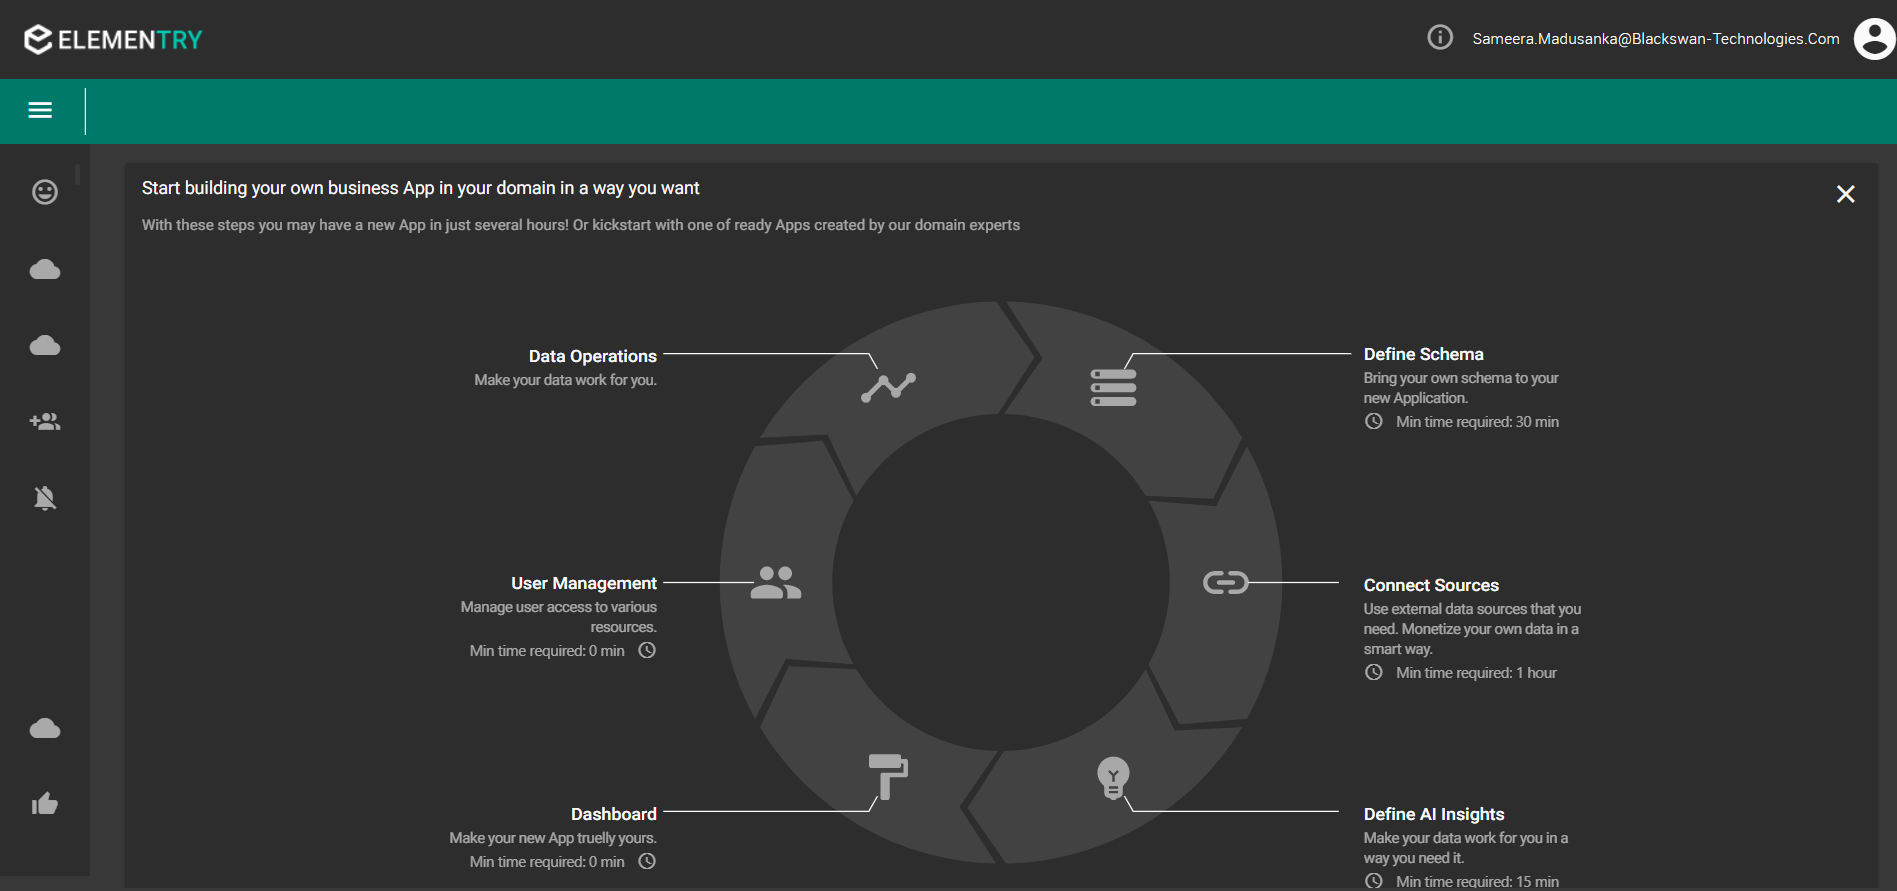 ELEMENTRY
Sameera.Madusanka@Blackswan-Technologies.Com
Start building your own business App in your domain in a way you want
With these steps you may have a new App in just several hours! Or kickstart with one of ready Apps created by our domain experts
Data Operations
Make your data work for you.
Define Schema
Bring your own schema to your
new Application.
Min time required: 30 min
User Management
Manage user access to various
resources.
Min time required: 0 min
Connect Sources
Use external data sources that you
need. Monetize your own data in a
smart way.
Min time required: 1 hour
Dashboard
Make your new App truelly yours.
Min time required: 0 min
Define AI Insights
Make your data work for you in a
way you need it.
Min time required: 15 min